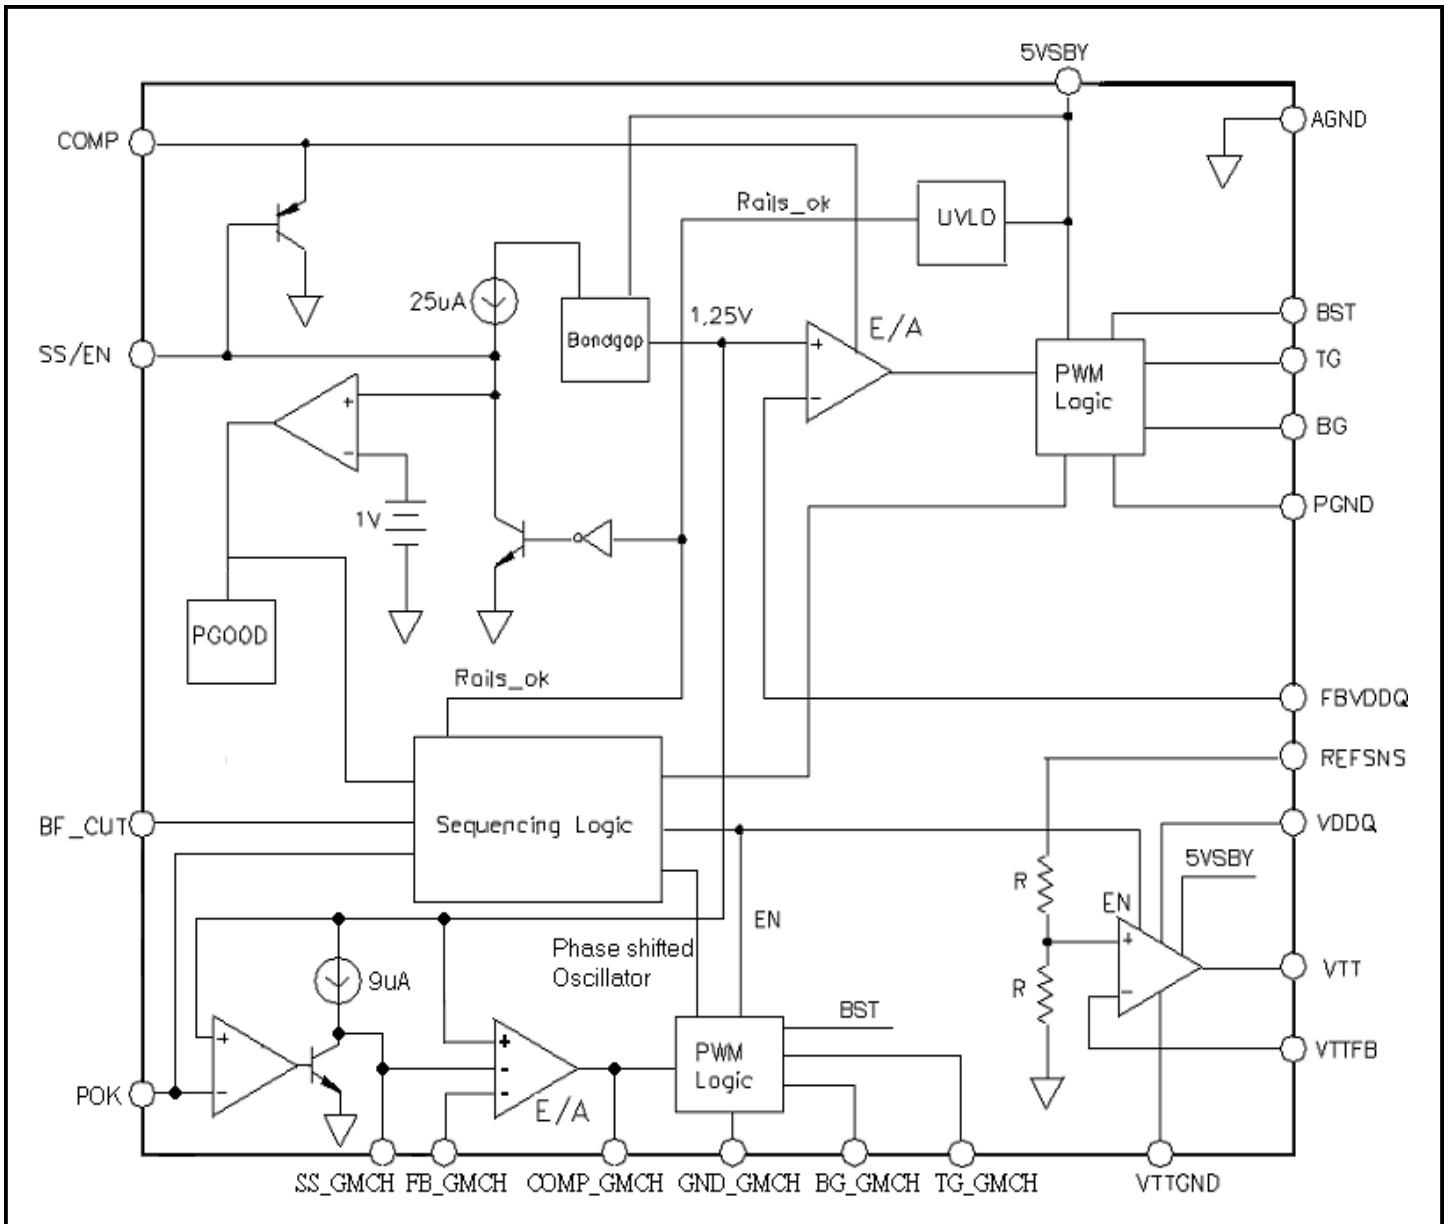 5VSBY
AGND
COMP
Rails_ok
UVLO
25uA
1,25V
E/A
BST
SS/EN
Bandgap
TG
PWM
Logic
+
-
+
-
BG
1V
PGND
PGOOD
Rails_ok
FBVDDQ
REFSNS
BF_CUT
Sequencing Logic
VDDQ
5VSBY
R
EN
EN
+
-
Phase shifted
Oscillator
9uA
VTT
R
BST
+
-
+
-
-
PWM
Logic
VTTFB
POK
E/A
SS_GMCH
FB_GMCH
COMP_GMCH
GND_GMCH
BG_GMCH
TG_GMCH
VTTGND